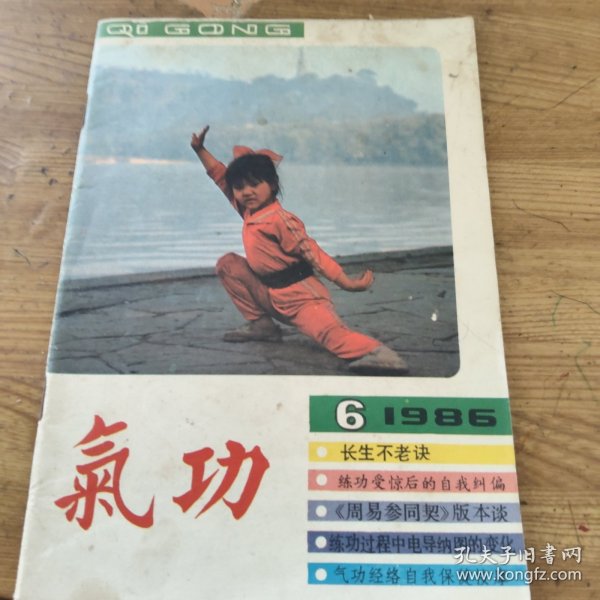 QI GONG
氣功
6 1986
长生不老诀
练功受惊后的自我纠偏
《周易参同契》版本谈
练功过程中电导纳图的变化
气功经络自我保
孔夫子旧书网
www.kongfz.com